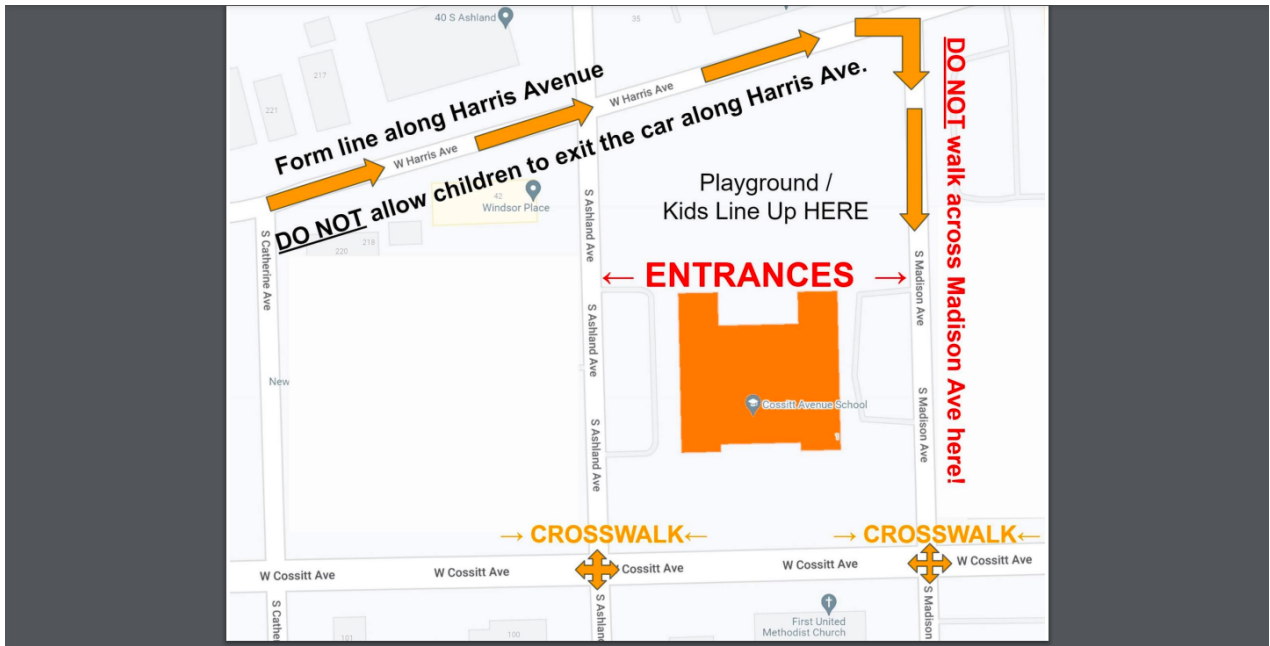 40 S Ashland
35
217
221
Form line along Harris Avenue
W Harris Ave
W Harris Ave
DO NOT allow children to exit the car along Harris Ave.
DO NOT walk across Madison Ave here!
42
Windsor Place
218
220
Playground /
Kids Line Up HERE
S Catherine Ave
S Ashland Ave
S Madison Ave
← ENTRANCES →
S Ashland Ave
New
Cossitt Avenue School
S Madison Ave
S Ashland Ave
→ CROSSWALK←
→ CROSSWALK←
W Cossitt Ave
W Cossitt Ave
Cossitt Ave
W Cossitt Ave
W Cossitt Ave
S Cathe
S Ashlan
S Madison
101
100
First United
Methodist Church